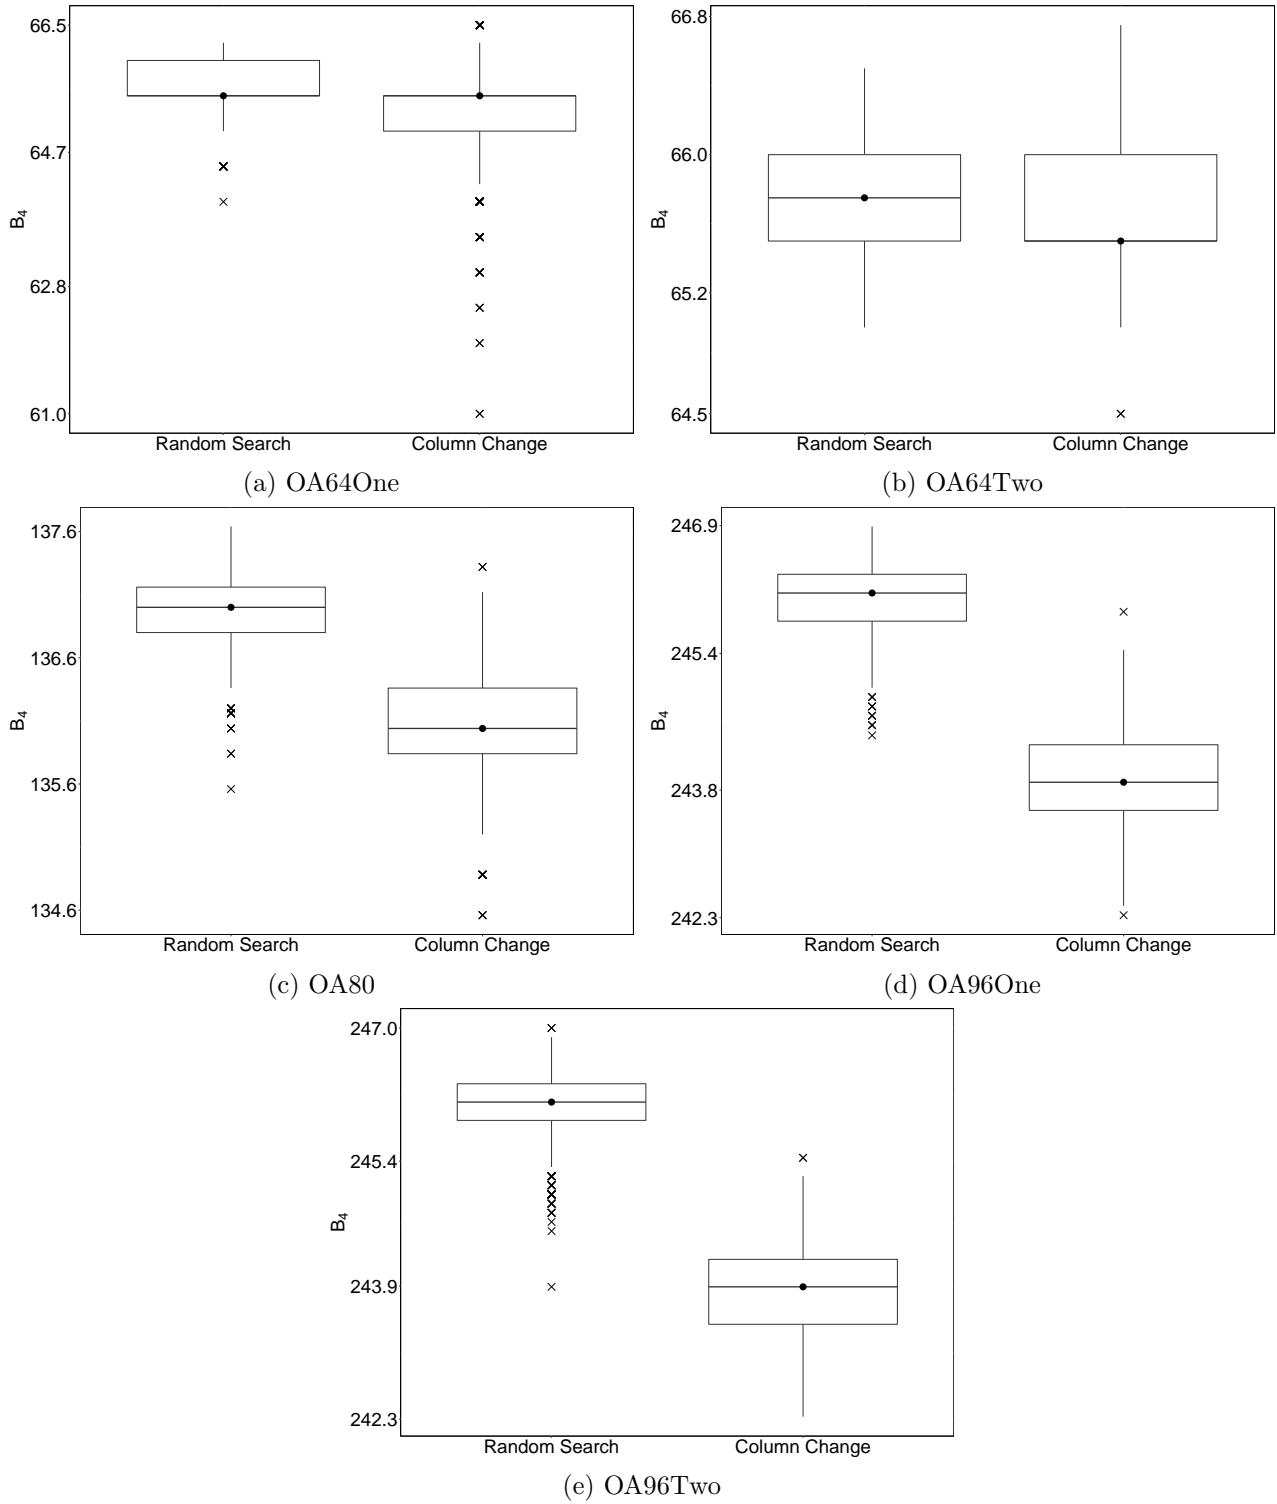 66.5
64.7
B4
62.8
61.0
Random Search
Column Change
(a) OA64One
66.8
66.0
B4
65.2
64.5
Random Search
Column Change
(b) OA64Two
137.6
136.6
B4
135.6
134.6
Random Search
Column Change
(c) OA80
246.9
245.4
B4
243.8
242.3
Random Search
Column Change
(d) OA96One
247.0
245.4
B4
243.9
242.3
Random Search
Column Change
(e) OA96Two